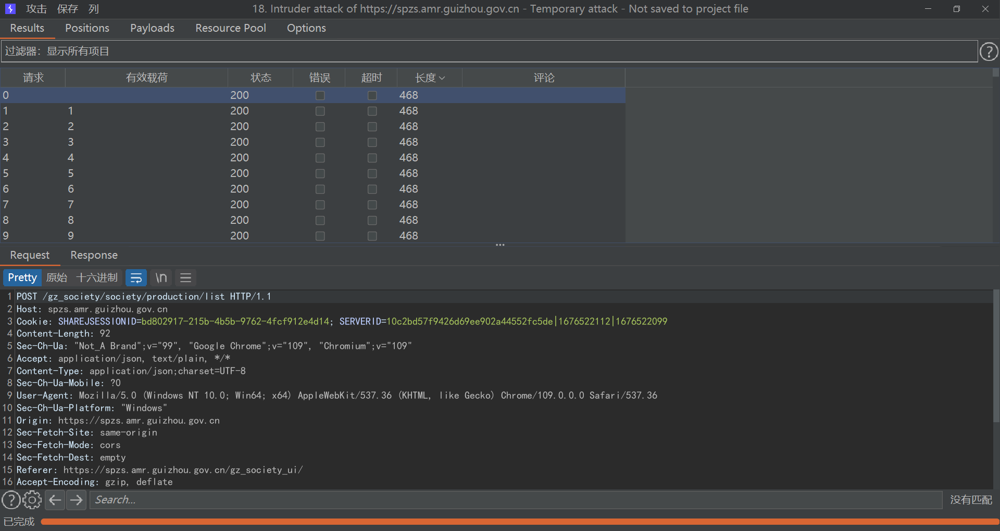 攻击 保存 列 18. Intruder attack of https://spzs.amr.guizhou.gov.cn - Temporary attack - Not saved to project file
Results Positions Payloads Resource Pool Options
过滤器：显示所有项目
请求 有效载荷 状态 错误 超时 长度 评论
0 200 468
1 1 200 468
2 2 200 468
3 3 200 468
4 4 200 468
5 5 200 468
6 6 200 468
7 7 200 468
8 8 200 468
9 9 200 468
Request Response
Pretty 原始 十六进制 \n
1 POST /gz_society/society/production/list HTTP/1.1
2 Host: spzs.amr.guizhou.gov.cn
3 Cookie: SHAREJSESSIONID=bd802917-215b-4b5b-9762-4fcf912e4d14; SERVERID=10c2bd57f9426d69ee902a44552fc5de|1676522112|1676522099
4 Content-Length: 92
5 Sec-Ch-Ua: "Not_A Brand";v="99", "Google Chrome";v="109", "Chromium";v="109"
6 Accept: application/json, text/plain, */*
7 Content-Type: application/json;charset=UTF-8
8 Sec-Ch-Ua-Mobile: ?0
9 User-Agent: Mozilla/5.0 (Windows NT 10.0; Win64; x64) AppleWebKit/537.36 (KHTML, like Gecko) Chrome/109.0.0.0 Safari/537.36
10 Sec-Ch-Ua-Platform: "Windows"
11 Origin: https://spzs.amr.guizhou.gov.cn
12 Sec-Fetch-Site: same-origin
13 Sec-Fetch-Mode: cors
14 Sec-Fetch-Dest: empty
15 Referer: https://spzs.amr.guizhou.gov.cn/gz_society_ui/
16 Accept-Encoding: gzip, deflate
Search... 没有匹配
已完成